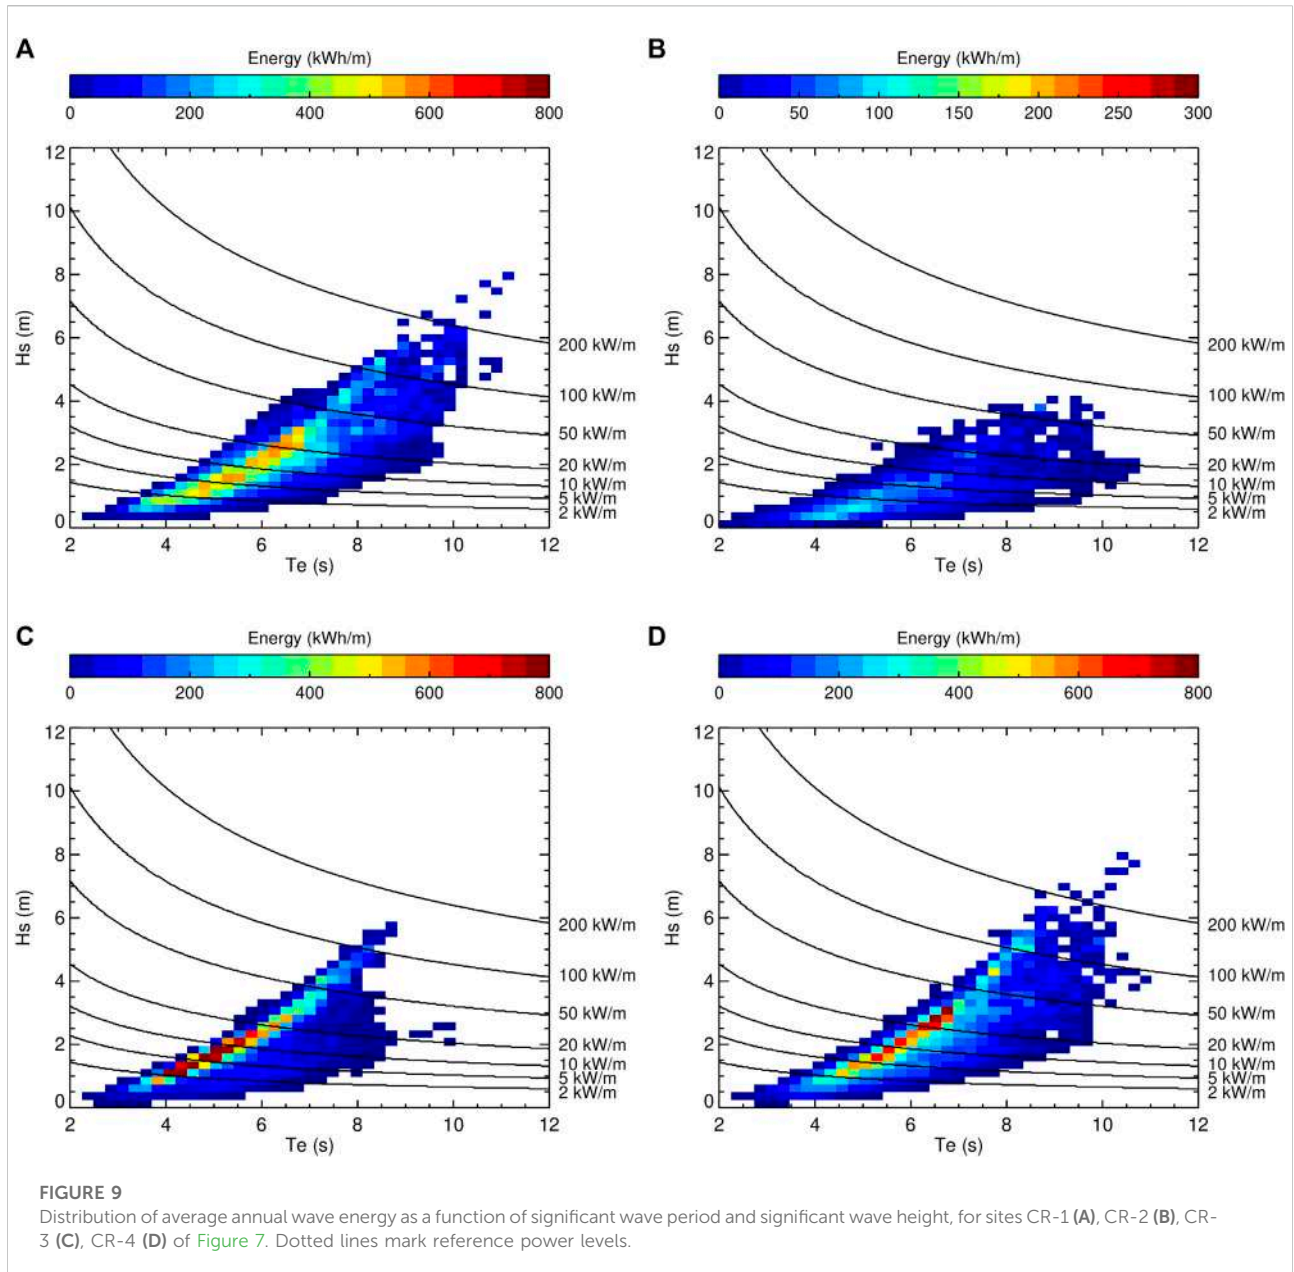 A
Energy (kWh/m)
0 200 400 600 800
12
10
8
6
4
2
0
Hs (m)
200 kW/m
100 kW/m
50 kW/m
20 kW/m
10 kW/m
5 kW/m
2 kW/m
2 4 6 8 10 12
Te (s)
B
Energy (kWh/m)
0 50 100 150 200 250 300
12
10
8
6
4
2
0
Hs (m)
200 kW/m
100 kW/m
50 kW/m
20 kW/m
10 kW/m
5 kW/m
2 kW/m
2 4 6 8 10 12
Te (s)
C
Energy (kWh/m)
0 200 400 600 800
12
10
8
6
4
2
0
Hs (m)
200 kW/m
100 kW/m
50 kW/m
20 kW/m
10 kW/m
5 kW/m
2 kW/m
2 4 6 8 10 12
Te (s)
D
Energy (kWh/m)
0 200 400 600 800
12
10
8
6
4
2
0
Hs (m)
200 kW/m
100 kW/m
50 kW/m
20 kW/m
10 kW/m
5 kW/m
2 kW/m
2 4 6 8 10 12
Te (s)
FIGURE 9
Distribution of average annual wave energy as a function of significant wave period and significant wave height, for sites CR-1 (A), CR-2 (B), CR-
3 (C), CR-4 (D) of Figure 7. Dotted lines mark reference power levels.